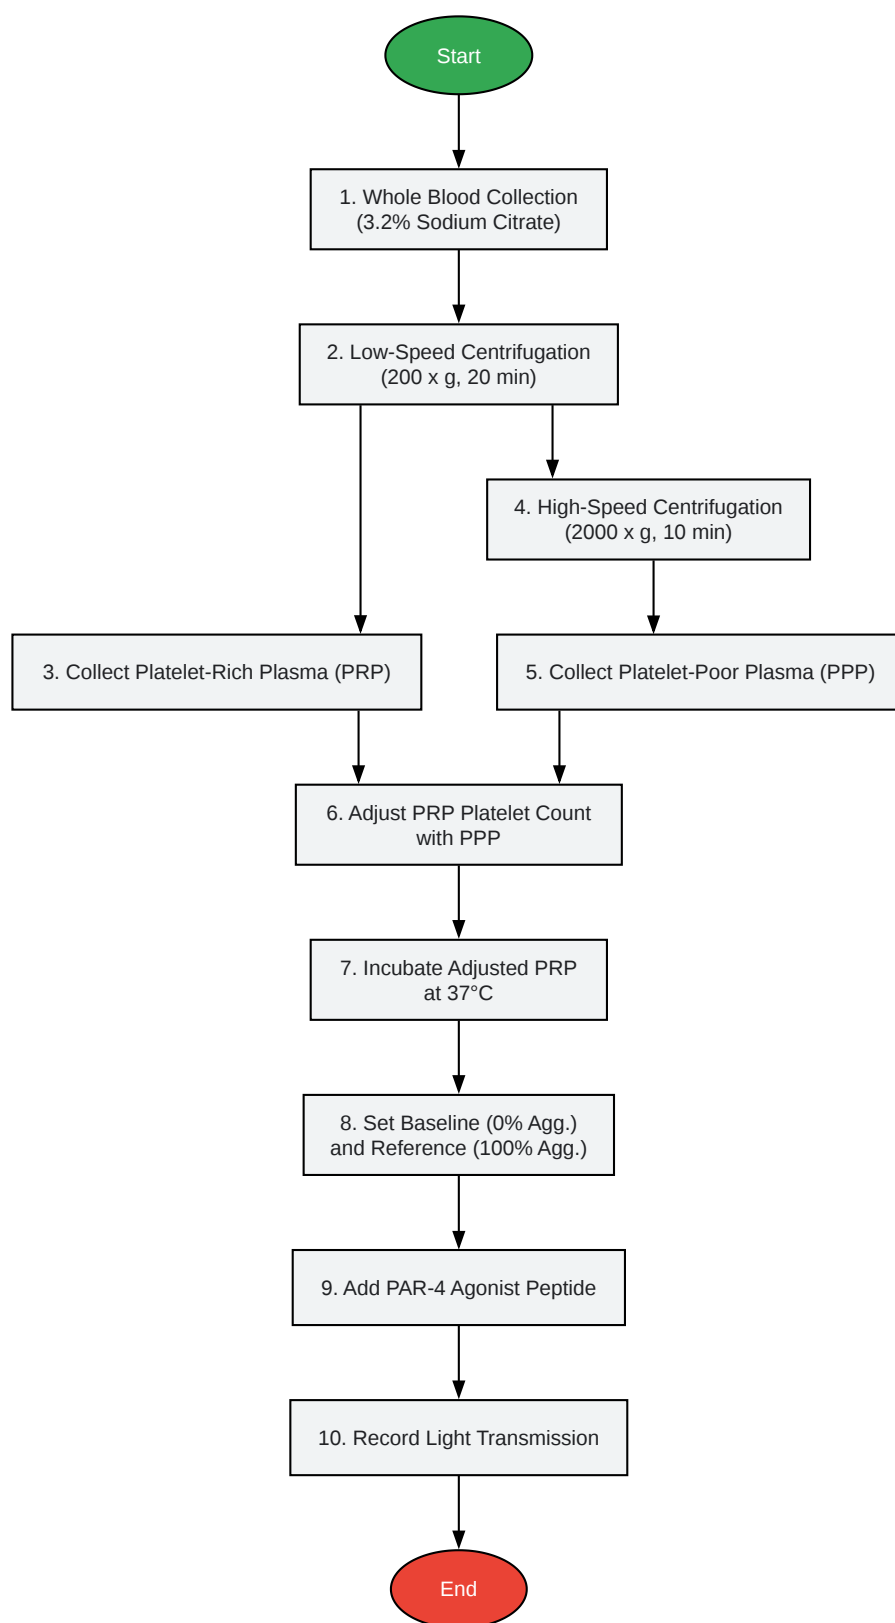 Start
1. Whole Blood Collection
(3.2% Sodium Citrate)
2. Low-Speed Centrifugation
(200 x g, 20 min)
4. High-Speed Centrifugation
(2000 x g, 10 min)
3. Collect Platelet-Rich Plasma (PRP)
5. Collect Platelet-Poor Plasma (PPP)
6. Adjust PRP Platelet Count
with PPP
7. Incubate Adjusted PRP
at 37°C
8. Set Baseline (0% Agg.)
and Reference (100% Agg.)
9. Add PAR-4 Agonist Peptide
10. Record Light Transmission
End